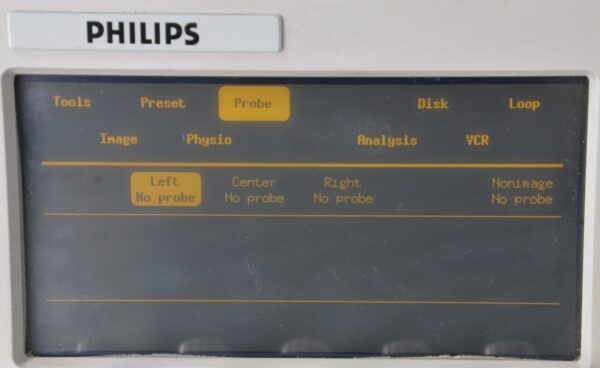 PHILIPS
Tools Preset Probe Disk Loop
Image Physio Analysis VCR
Left Center Right Nonimage
No probe No probe No probe No probe